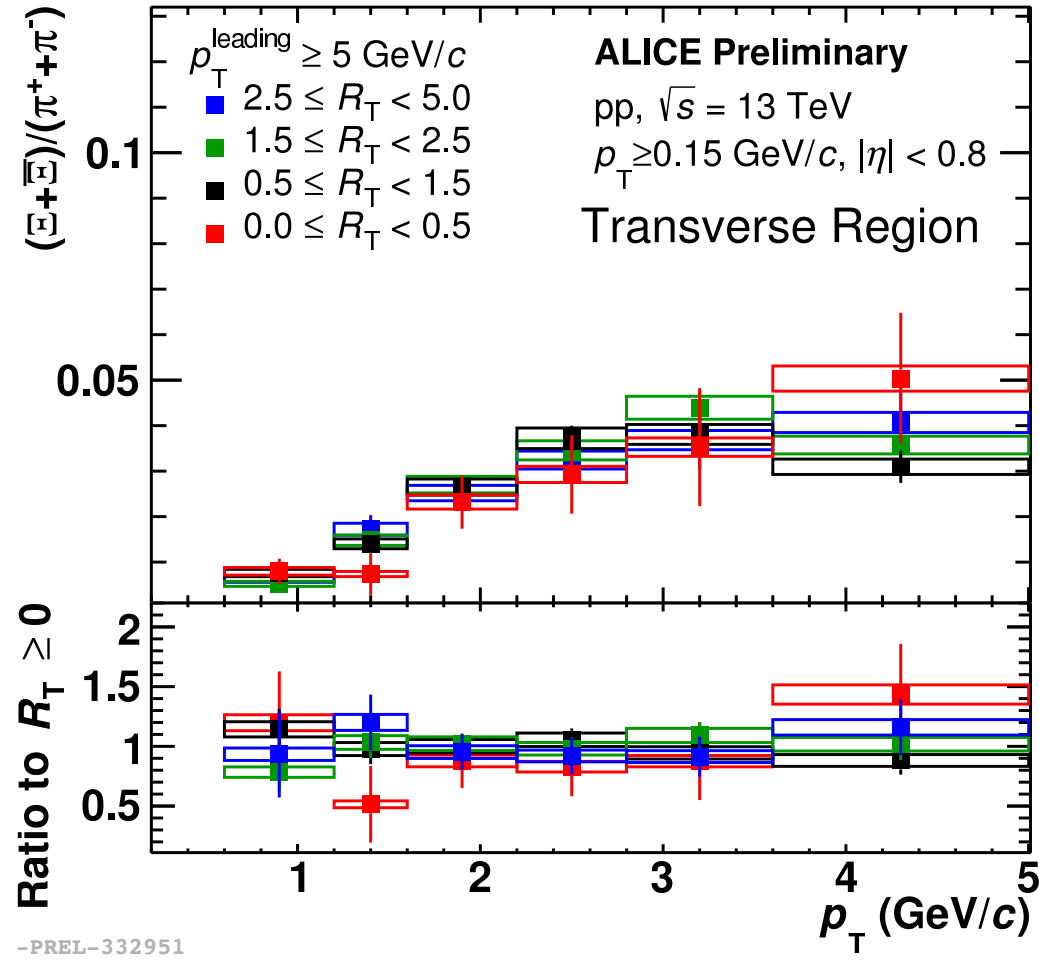 (Ξ+Ξ̅)/(π⁺+π⁻)
p_T^leading ≥ 5 GeV/c
2.5 ≤ R_T < 5.0
1.5 ≤ R_T < 2.5
0.5 ≤ R_T < 1.5
0.0 ≤ R_T < 0.5
ALICE Preliminary
pp, √s = 13 TeV
p_T≥0.15 GeV/c, |η| < 0.8
Transverse Region
0.1
0.05
Ratio to R_T ≥ 0
2
1.5
1
0.5
1 2 3 4 5
p_T (GeV/c)
-PREL-332951